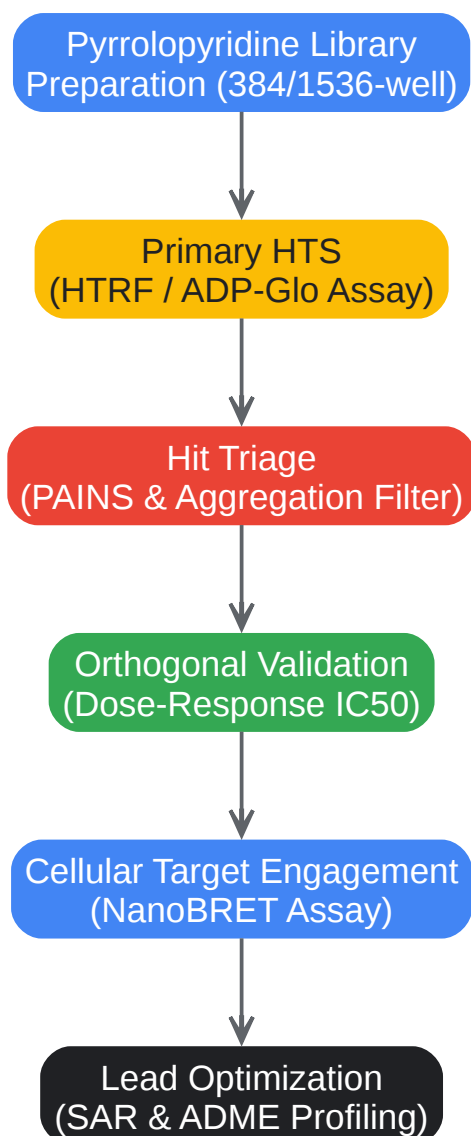 Pyrrolopyridine Library
Preparation (384/1536-well)
Primary HTS
(HTRF / ADP-Glo Assay)
Hit Triage
(PAINS & Aggregation Filter)
Orthogonal Validation
(Dose-Response IC50)
Cellular Target Engagement
(NanoBRET Assay)
Lead Optimization
(SAR & ADME Profiling)